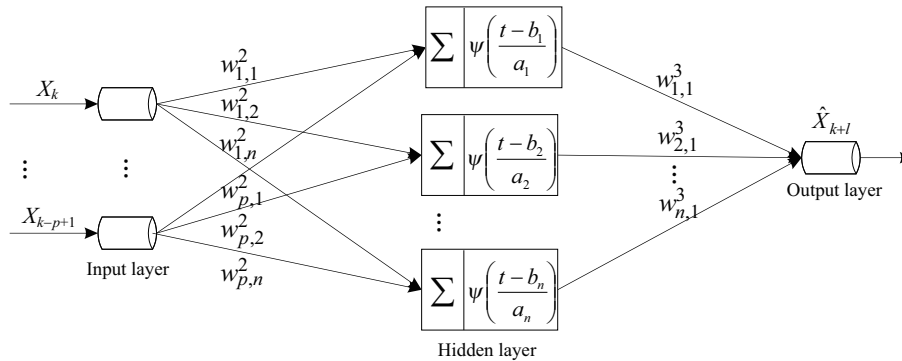 X_k
w^2_{1,1}
w^2_{1,2}
w^2_{1,n}
⋮ ⋮
X_{k-p+1}
w^2_{p,1}
w^2_{p,2}
w^2_{p,n}
Input layer
∑ ψ((t-b_1)/a_1)
∑ ψ((t-b_2)/a_2)
⋮
∑ ψ((t-b_n)/a_n)
Hidden layer
w^3_{1,1}
w^3_{2,1}
⋮
w^3_{n,1}
X̂_{k+l}
Output layer